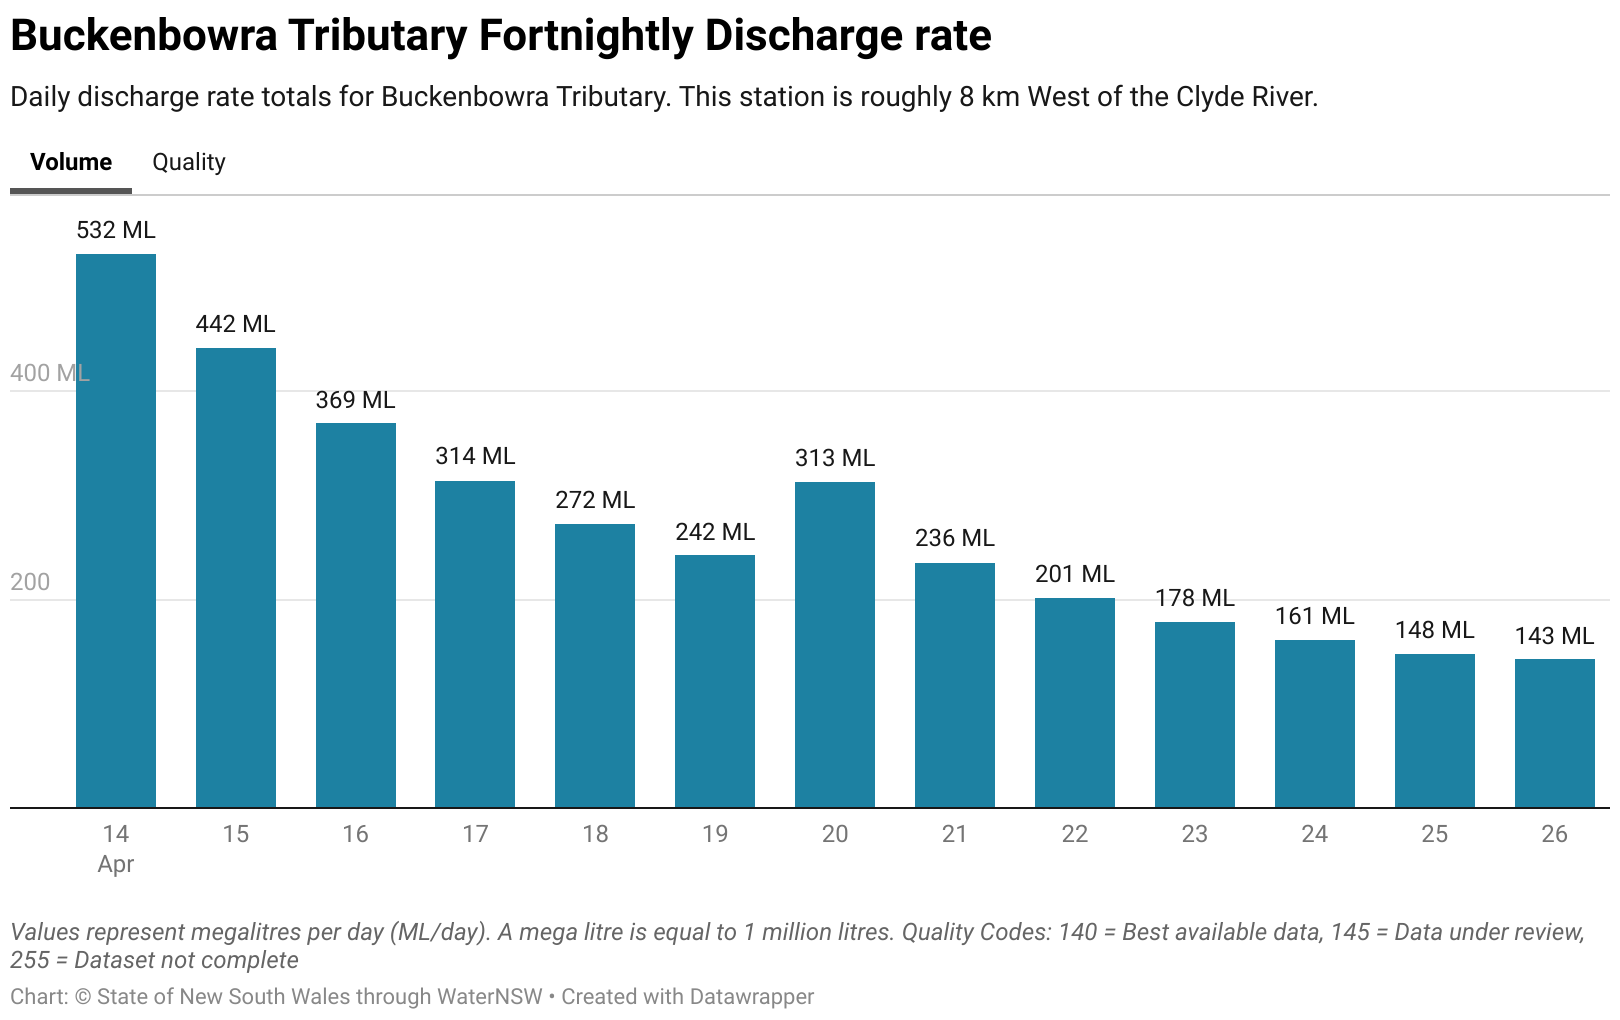 Buckenbowra Tributary Fortnightly Discharge rate
Daily discharge rate totals for Buckenbowra Tributary. This station is roughly 8 km West of the Clyde River.
Volume Quality
532 ML
442 ML
400 ML
369 ML
314 ML
313 ML
272 ML
242 ML
236 ML
200
201 ML
178 ML
161 ML
148 ML
143 ML
14 15 16 17 18 19 20 21 22 23 24 25 26
Apr
Values represent megalitres per day (ML/day). A mega litre is equal to 1 million litres. Quality Codes: 140 = Best available data, 145 = Data under review,
255 = Dataset not complete
Chart: © State of New South Wales through WaterNSW • Created with Datawrapper